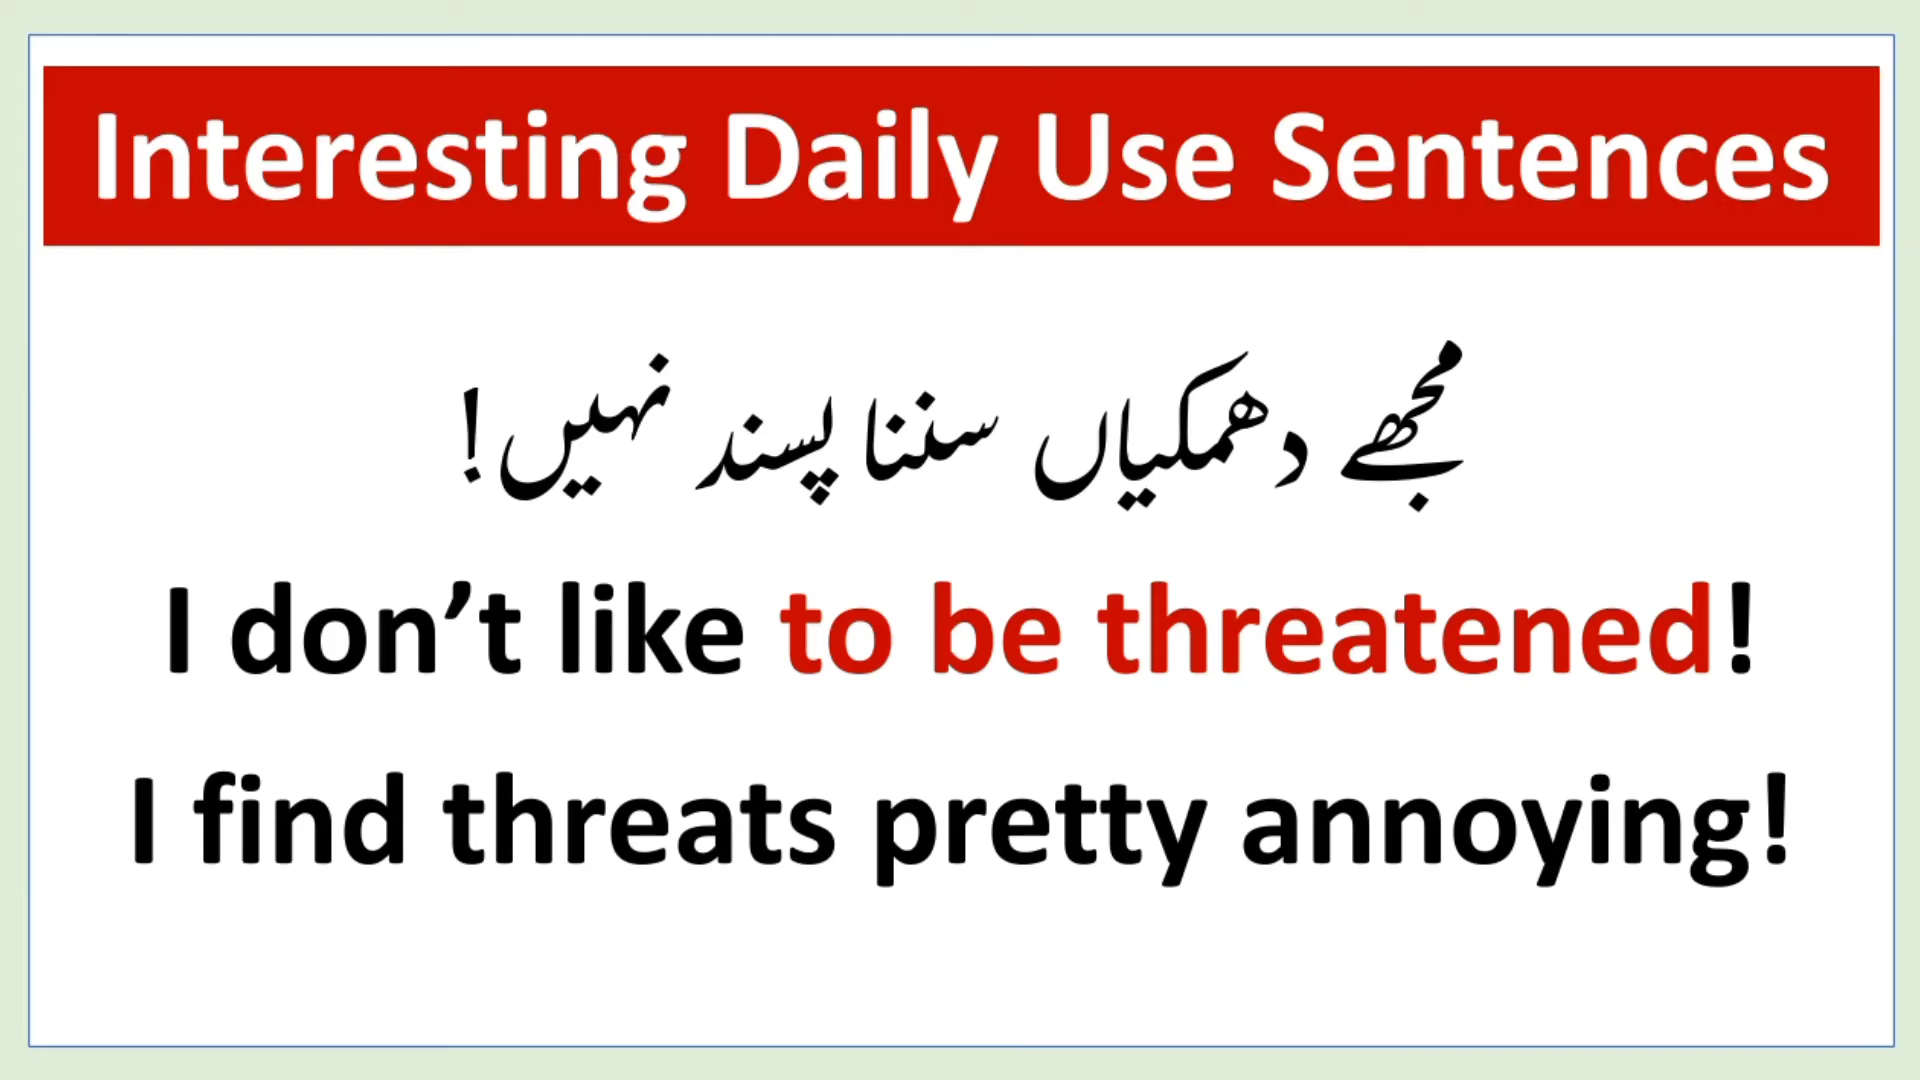 Interesting Daily Use Sentences
مجھے دھمکیاں سننا پسند نہیں!
I don’t like to be threatened!
I find threats pretty annoying!